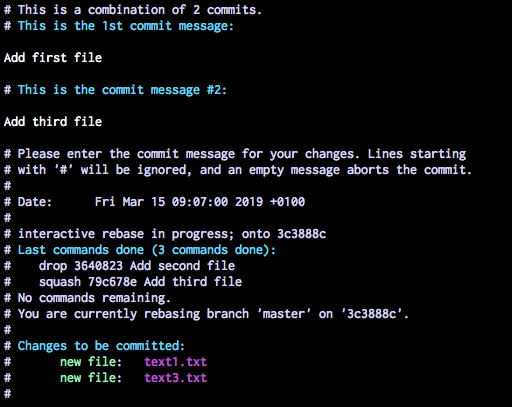 # This is a combination of 2 commits.
# This is the 1st commit message:

Add first file

# This is the commit message #2:

Add third file

# Please enter the commit message for your changes. Lines starting
# with '#' will be ignored, and an empty message aborts the commit.
#
# Date:      Fri Mar 15 09:07:00 2019 +0100
#
# interactive rebase in progress; onto 3c3888c
# Last commands done (3 commands done):
#    drop 3640823 Add second file
#    squash 79c678e Add third file
# No commands remaining.
# You are currently rebasing branch 'master' on '3c3888c'.
#
# Changes to be committed:
#       new file:   text1.txt
#       new file:   text3.txt
#